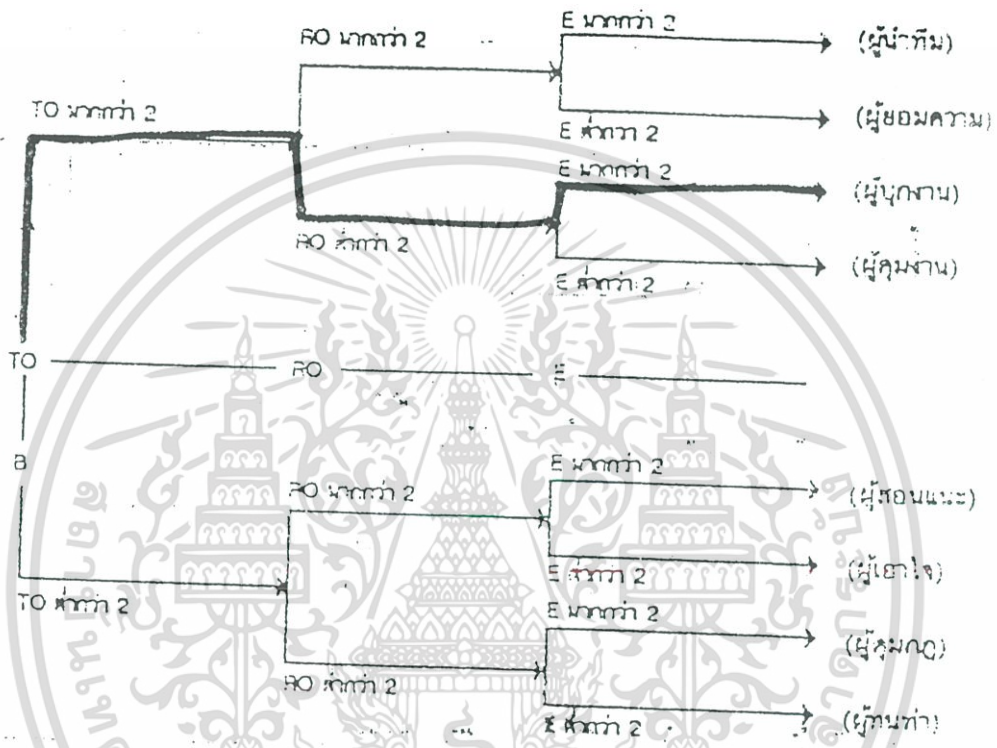 E มากกว่า 2
RO มากกว่า 2
(ผู้นำทีม)
TO มากกว่า 2
E ต่ำกว่า 2
(ผู้ยอมความ)
E มากกว่า 2
(ผู้บุกงาน)
RO ต่ำกว่า 2
E ต่ำกว่า 2
(ผู้คุมงาน)
TO
RO
E
B
E มากกว่า 2
RO มากกว่า 2
(ผู้สอนแนะ)
E ต่ำกว่า 2
(ผู้เอาใจ)
TO ต่ำกว่า 2
E มากกว่า 2
(ผู้คุมกฎ)
RO ต่ำกว่า 2
E ต่ำกว่า 2
(ผู้ทนทำ)